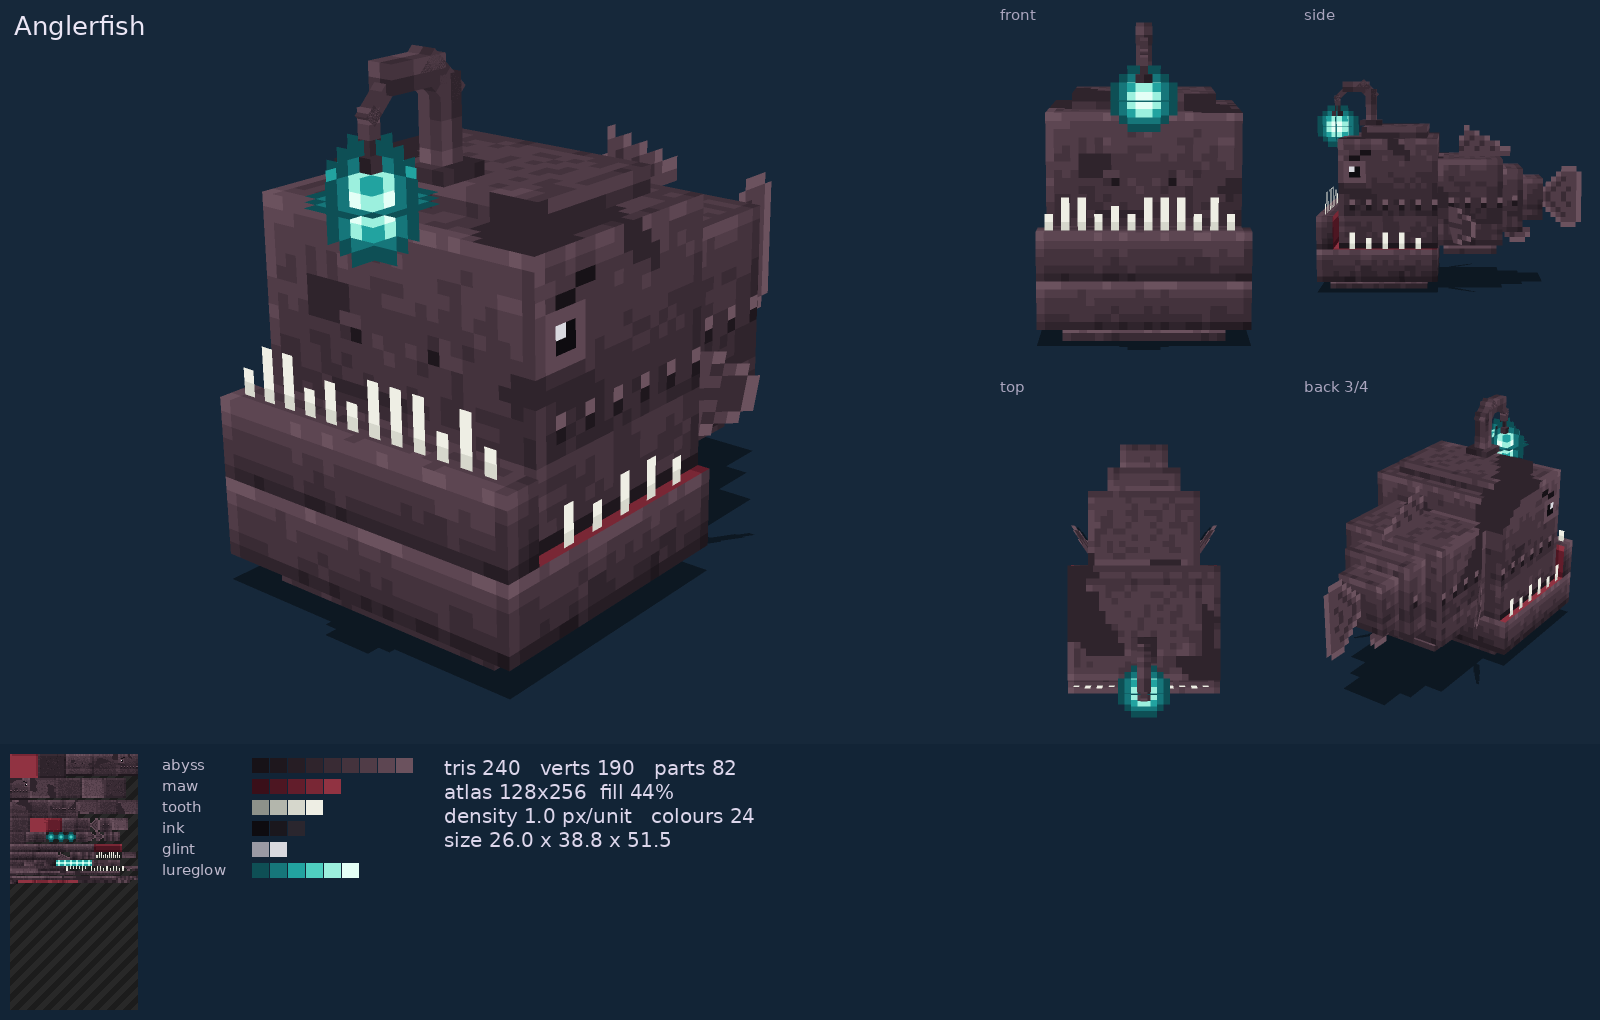 Anglerfish
front
side
top
back 3/4
abyss
maw
tooth
ink
glint
lureglow
tris 240   verts 190   parts 82
atlas 128x256  fill 44%
density 1.0 px/unit   colours 24
size 26.0 x 38.8 x 51.5